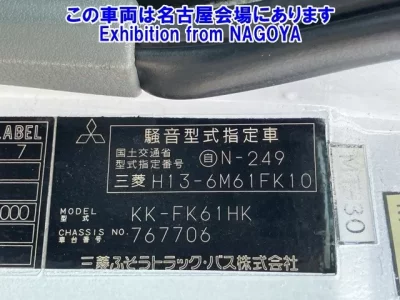 この車両は名古屋会場にあります
Exhibition from NAGOYA
LABEL
7
000
騒音型式指定車
国土交通省
型式指定番号 自 N-249
三菱 H13-6M61FK10
MODEL
型式 KK-FK61HK
CHASSIS NO.
車台番号 767706
三菱ふそうトラック・バス株式会社